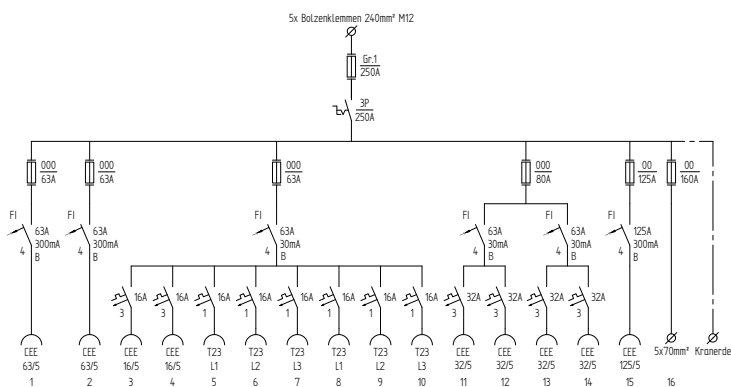 5x Bolzenklemmen 240mm² M12
Gr.1
250A
3P
250A
000
63A
000
63A
000
63A
000
80A
00
125A
00
160A
FI
63A
300mA
4
B
FI
63A
300mA
4
B
FI
63A
30mA
4
B
FI
63A
30mA
4
B
FI
63A
30mA
4
B
FI
125A
300mA
4
B
16A
3
16A
3
16A
1
16A
1
16A
1
16A
1
16A
1
16A
1
32A
3
32A
3
32A
3
32A
3
CEE CEE CEE CEE T23 T23 T23 T23 T23 T23 CEE CEE CEE CEE CEE 5x70mm² Kranerde
63/5 63/5 16/5 16/5 L1 L2 L3 L1 L2 L3 32/5 32/5 32/5 32/5 125/5
1 2 3 4 5 6 7 8 9 10 11 12 13 14 15 16